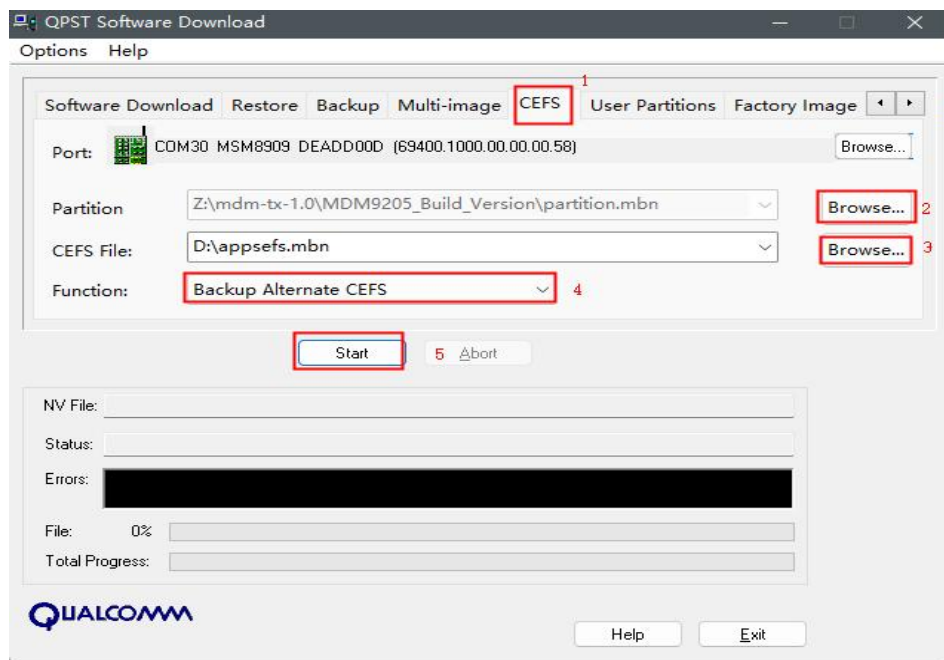 QPST Software Download
Options Help
1
Software Download Restore Backup Multi-image CEFS User Partitions Factory Image
Port: COM30 MSM8909 DEADD00D (69400.1000.00.00.00.58) Browse...
Partition Z:\mdm-tx-1.0\MDM9205_Build_Version\partition.mbn Browse... 2
CEFS File: D:\appsefs.mbn Browse... 3
Function: Backup Alternate CEFS 4
Start 5 Abort
NV File:
Status:
Errors:
File: 0%
Total Progress:
QUALCOMM
Help Exit